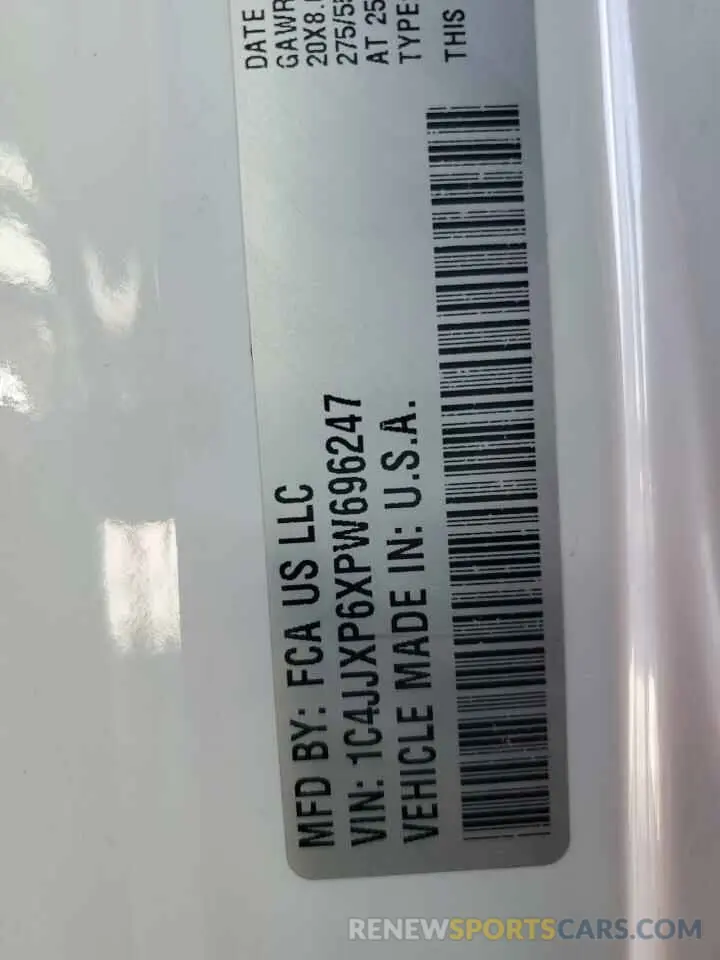 MFD BY: FCA US LLC
VIN: 1C4JJXP6XPW696247
VEHICLE MADE IN: U.S.A.
DATE
GAWR
20X8.
275/55
AT 25
TYPE:
THIS
RENEWSPORTSCARS.COM